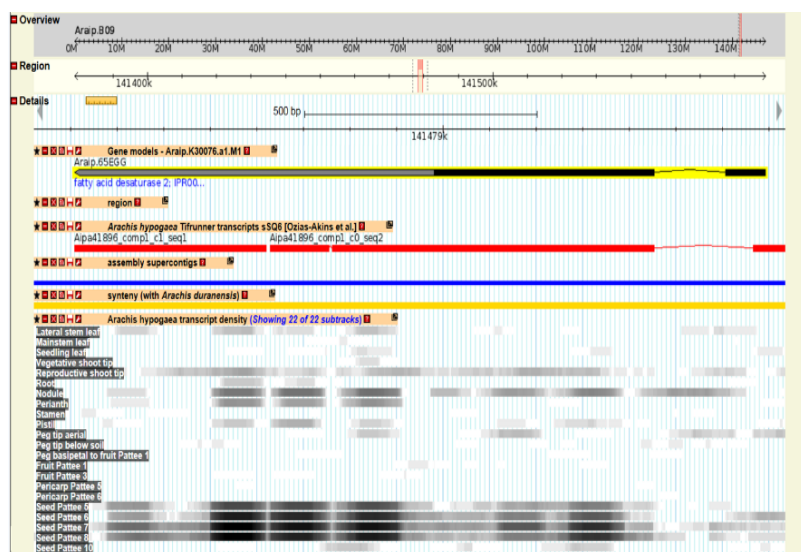 Overview
Araip.B09
0M 10M 20M 30M 40M 50M 60M 70M 80M 90M 100M 110M 120M 130M 140M
Region
141400k 141500k
Details
500 bp
141479k
Gene models - Araip.K30076.a1.M1
Araip.65EGG
fatty acid desaturase 2; IPR00...
region
Arachis hypogaea Tifrunner transcripts sSQ6 [Ozias-Akins et al.]
Aipa41896_comp1_c1_seq1 Aipa41896_comp1_c0_seq2
assembly supercontigs
synteny (with Arachis duranensis)
Arachis hypogaea transcript density (Showing 22 of 22 subtracks)
Lateral stem leaf
Mainstem leaf
Seedling leaf
Vegetative shoot tip
Reproductive shoot tip
Root
Nodule
Perianth
Stamen
Pistil
Peg tip aerial
Peg tip below soil
Peg basipetal to fruit Pattee 1
Fruit Pattee 1
Fruit Pattee 3
Pericarp Pattee 5
Pericarp Pattee 6
Seed Pattee 5
Seed Pattee 6
Seed Pattee 7
Seed Pattee 8
Seed Pattee 10